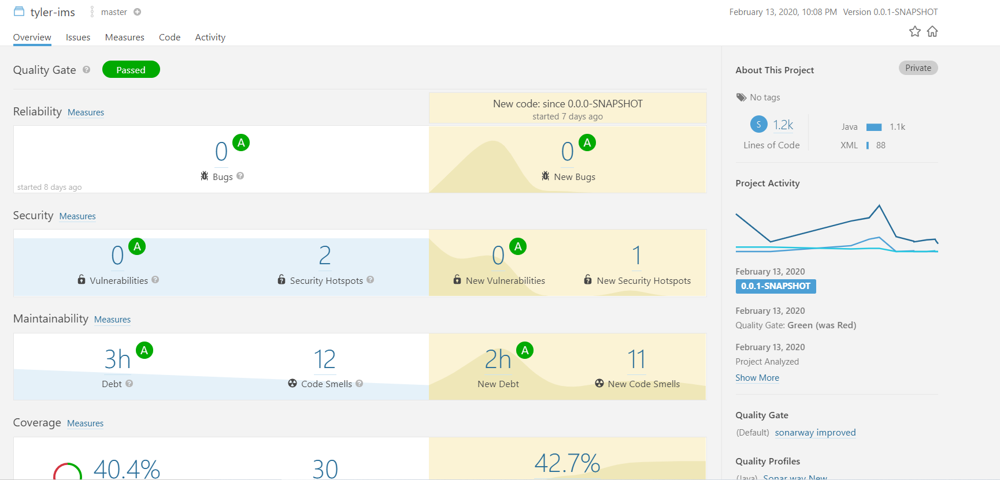 tyler-ims master
February 13, 2020, 10:08 PM Version 0.0.1-SNAPSHOT
Overview Issues Measures Code Activity
Quality Gate ? Passed
New code: since 0.0.0-SNAPSHOT
started 7 days ago
Reliability Measures
0 A
Bugs ?
started 8 days ago
0 A
New Bugs
Security Measures
0 A
Vulnerabilities ?
2
Security Hotspots ?
0 A
New Vulnerabilities
1
New Security Hotspots
Maintainability Measures
3h A
Debt ?
12
Code Smells ?
2h A
New Debt
11
New Code Smells
Coverage Measures
40.4%
30
42.7%
About This Project Private
No tags
S 1.2k
Lines of Code
Java 1.1k
XML 88
Project Activity
February 13, 2020
0.0.1-SNAPSHOT
February 13, 2020
Quality Gate: Green (was Red)
February 13, 2020
Project Analyzed
Show More
Quality Gate
(Default) sonarway improved
Quality Profiles
(Java) Sonar way New